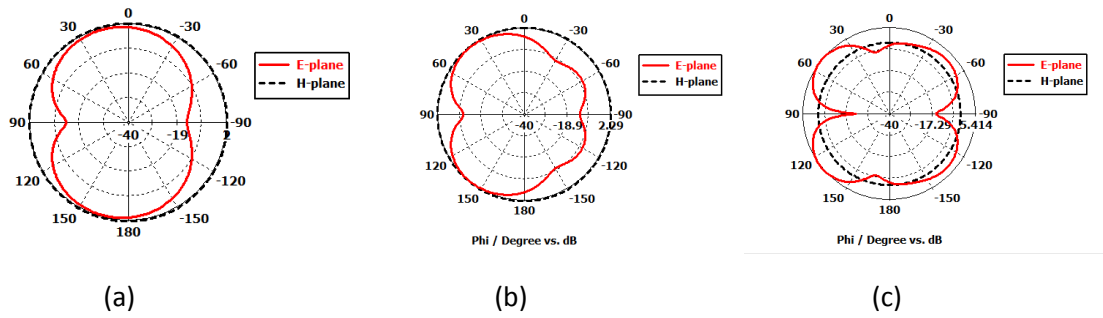 0
30 -30
60 -60
90 -90
-40 -19 2
120 -120
150 -150
180
E-plane
H-plane
(a)
0
30 -30
60 -60
90 -90
-40 -18.9 2.29
120 -120
150 -150
180
Phi / Degree vs. dB
E-plane
H-plane
(b)
0
30 -30
60 -60
90 -90
-40 -17.29 5.414
120 -120
150 -150
180
Phi / Degree vs. dB
E-plane
H-plane
(c)